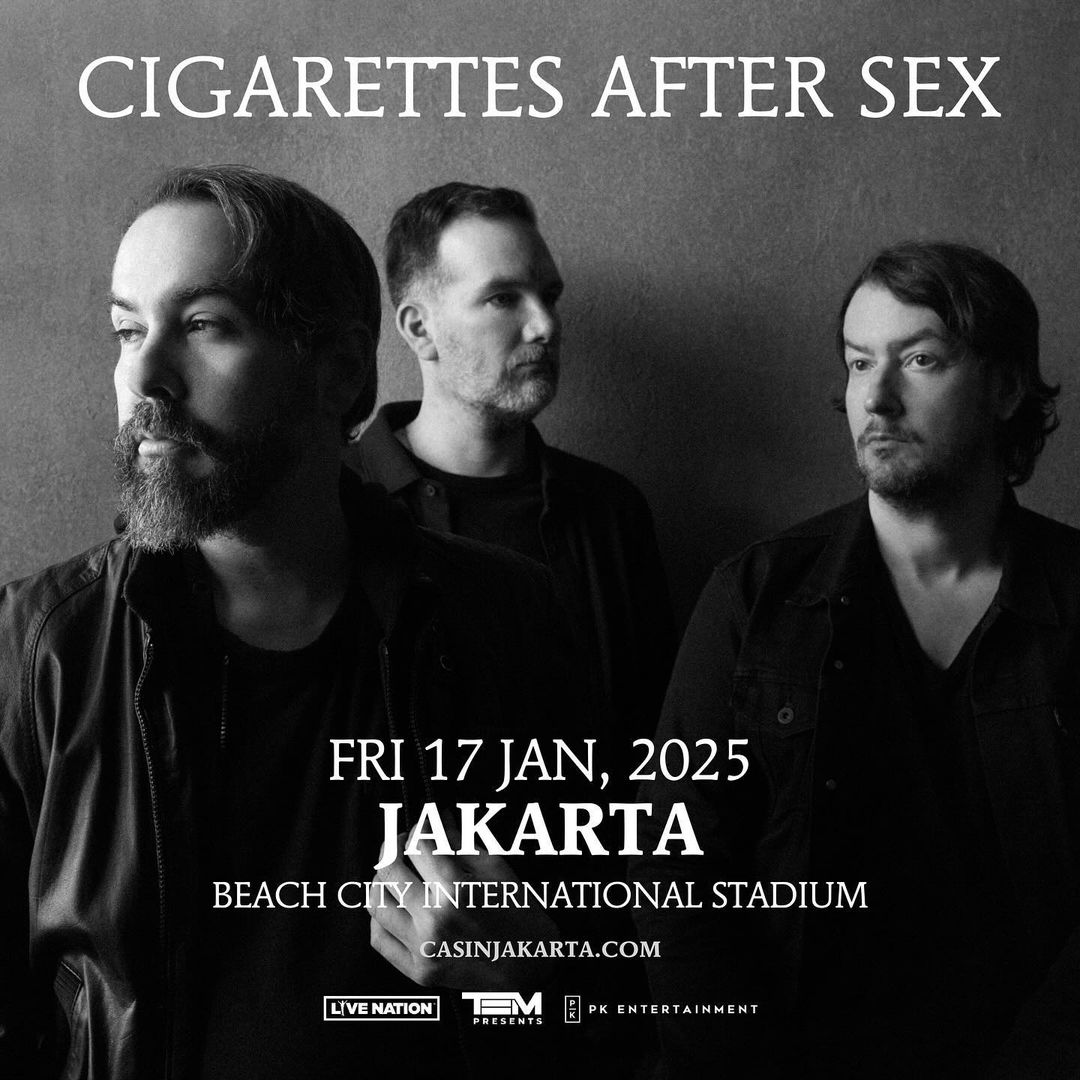 CIGARETTES AFTER SEX
FRI 17 JAN, 2025
JAKARTA
BEACH CITY INTERNATIONAL STADIUM
CASINJAKARTA.COM
LIVE NATION TEM PRESENTS PK PK ENTERTAINMENT